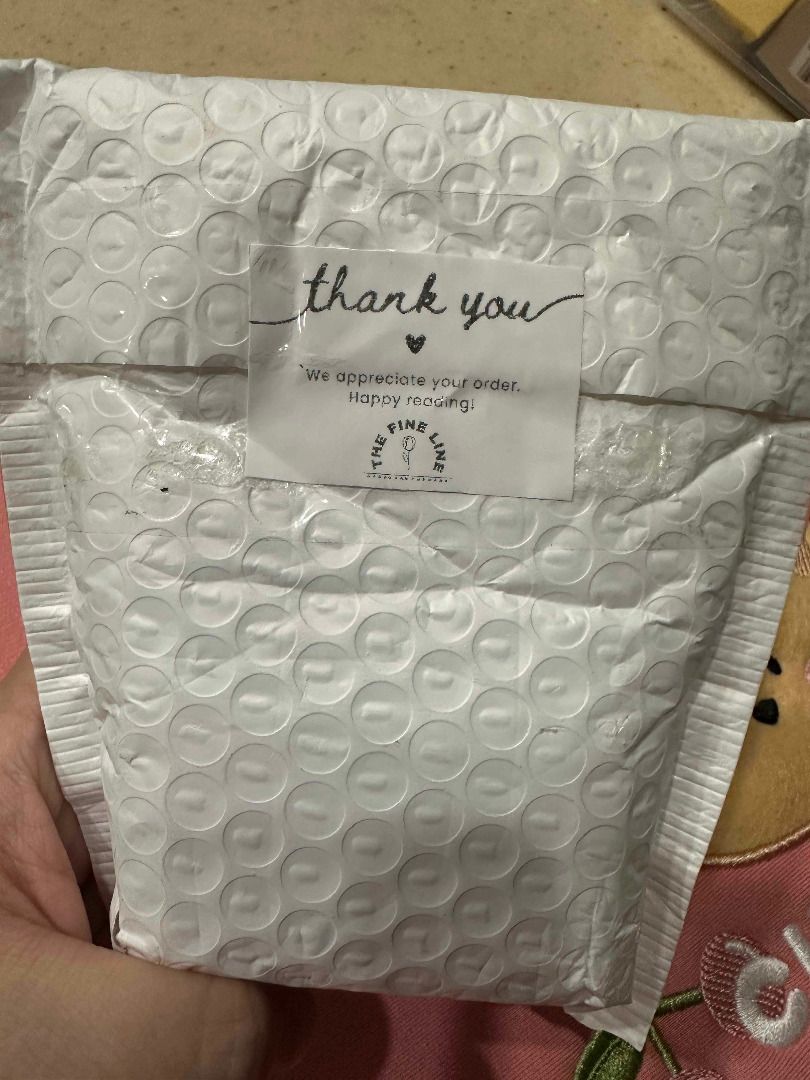 thank you
We appreciate your order.
Happy reading!
THE FINE LINE